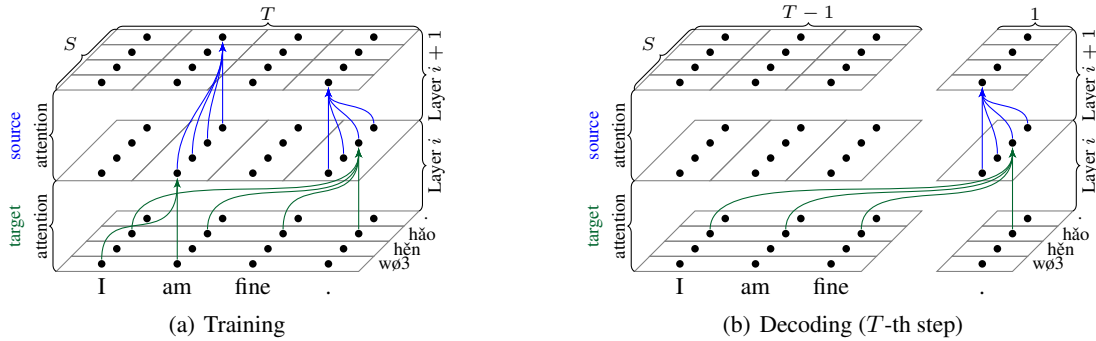 T
S
Layer i + 1
source
attention
Layer i
target
attention
.
hǎo
hěn
wø3
I am fine .
(a) Training
T − 1
1
S
Layer i + 1
source
attention
Layer i
target
attention
.
hǎo
hěn
wø3
I am fine .
(b) Decoding (T-th step)